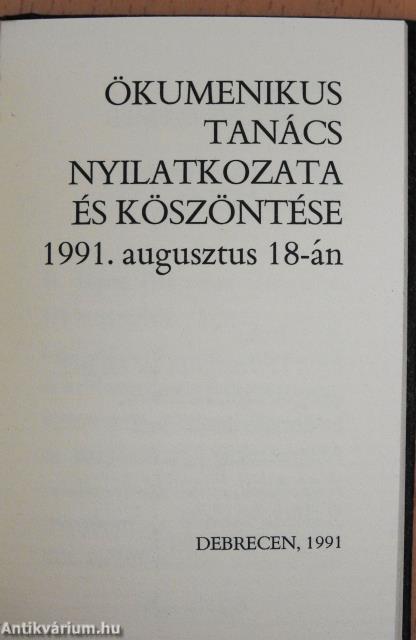 ÖKUMENIKUS
TANÁCS
NYILATKOZATA
ÉS KÖSZÖNTÉSE
1991. augusztus 18-án
DEBRECEN, 1991
Antikvárium.hu